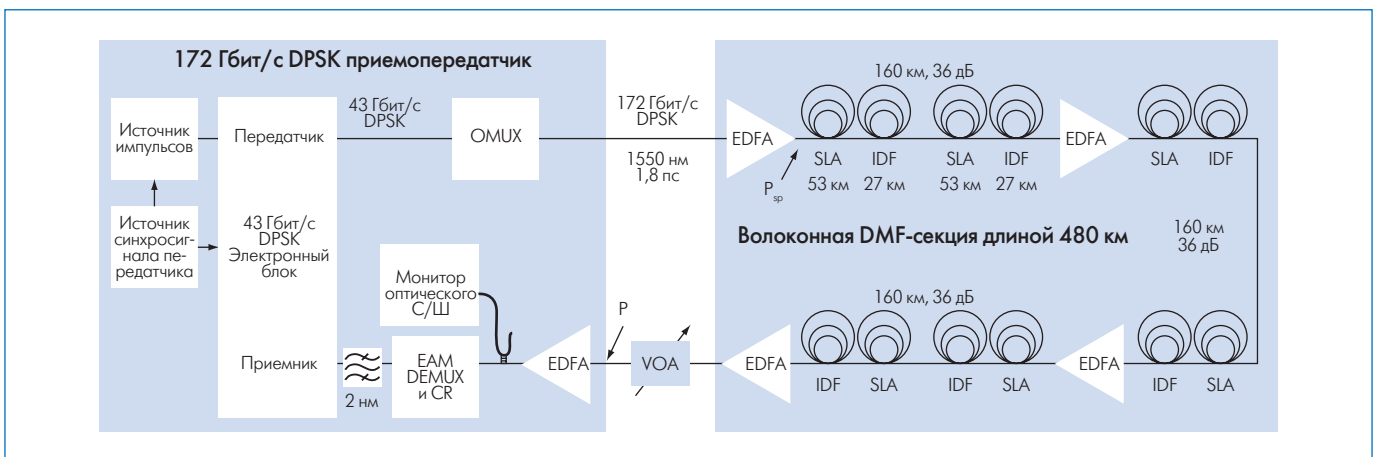 172 Гбит/с DPSK приемопередатчик
Источник
импульсов
Источник
синхросиг-
нала пе-
редатчика
Передатчик
43 Гбит/с
DPSK
Электронный
блок
Приемник
43 Гбит/с
DPSK
OMUX
172 Гбит/с
DPSK
1550 нм
1,8 пс
Монитор
оптического
С/Ш
2 нм
EAM
DEMUX
и CR
EDFA
P
VOA
EDFA
P sp
160 км, 36 дБ
SLA
53 км
IDF
27 км
SLA
53 км
IDF
27 км
EDFA
SLA
IDF
Волоконная DMF-секция длиной 480 км
160 км
36 дБ
160 км, 36 дБ
EDFA
IDF
SLA
IDF
SLA
EDFA
IDF
SLA